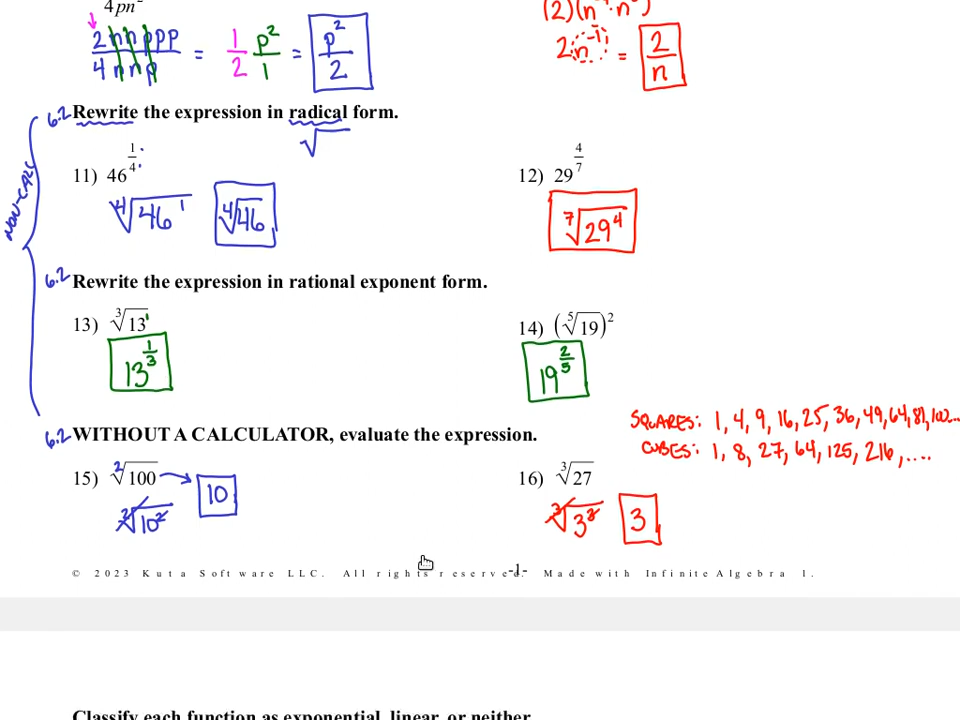 4pn
2nnppp / 4nnp = 1/2 p²/1 = p²/2
(2)(n
2n⁻¹ = 2/n
6.2 Rewrite the expression in radical form.
√
NON-CALC
11) 46^(1/4)
12) 29^(4/7)
⁴√46¹ ⁴√46
⁷√29⁴
6.2 Rewrite the expression in rational exponent form.
13) ³√13¹
14) (⁵√19)²
13^(1/3)
19^(2/5)
SQUARES: 1, 4, 9, 16, 25, 36, 49, 64, 81, 100...
CUBES: 1, 8, 27, 64, 125, 216, ....
6.2 WITHOUT A CALCULATOR, evaluate the expression.
15) ²√100 → 10
16) ³√27
²√10²
³√3³ 3
© 2023 Kuta Software LLC. All rights reserved. Made with Infinite Algebra 1.
-1-
Classify each function as exponential, linear, or neither.